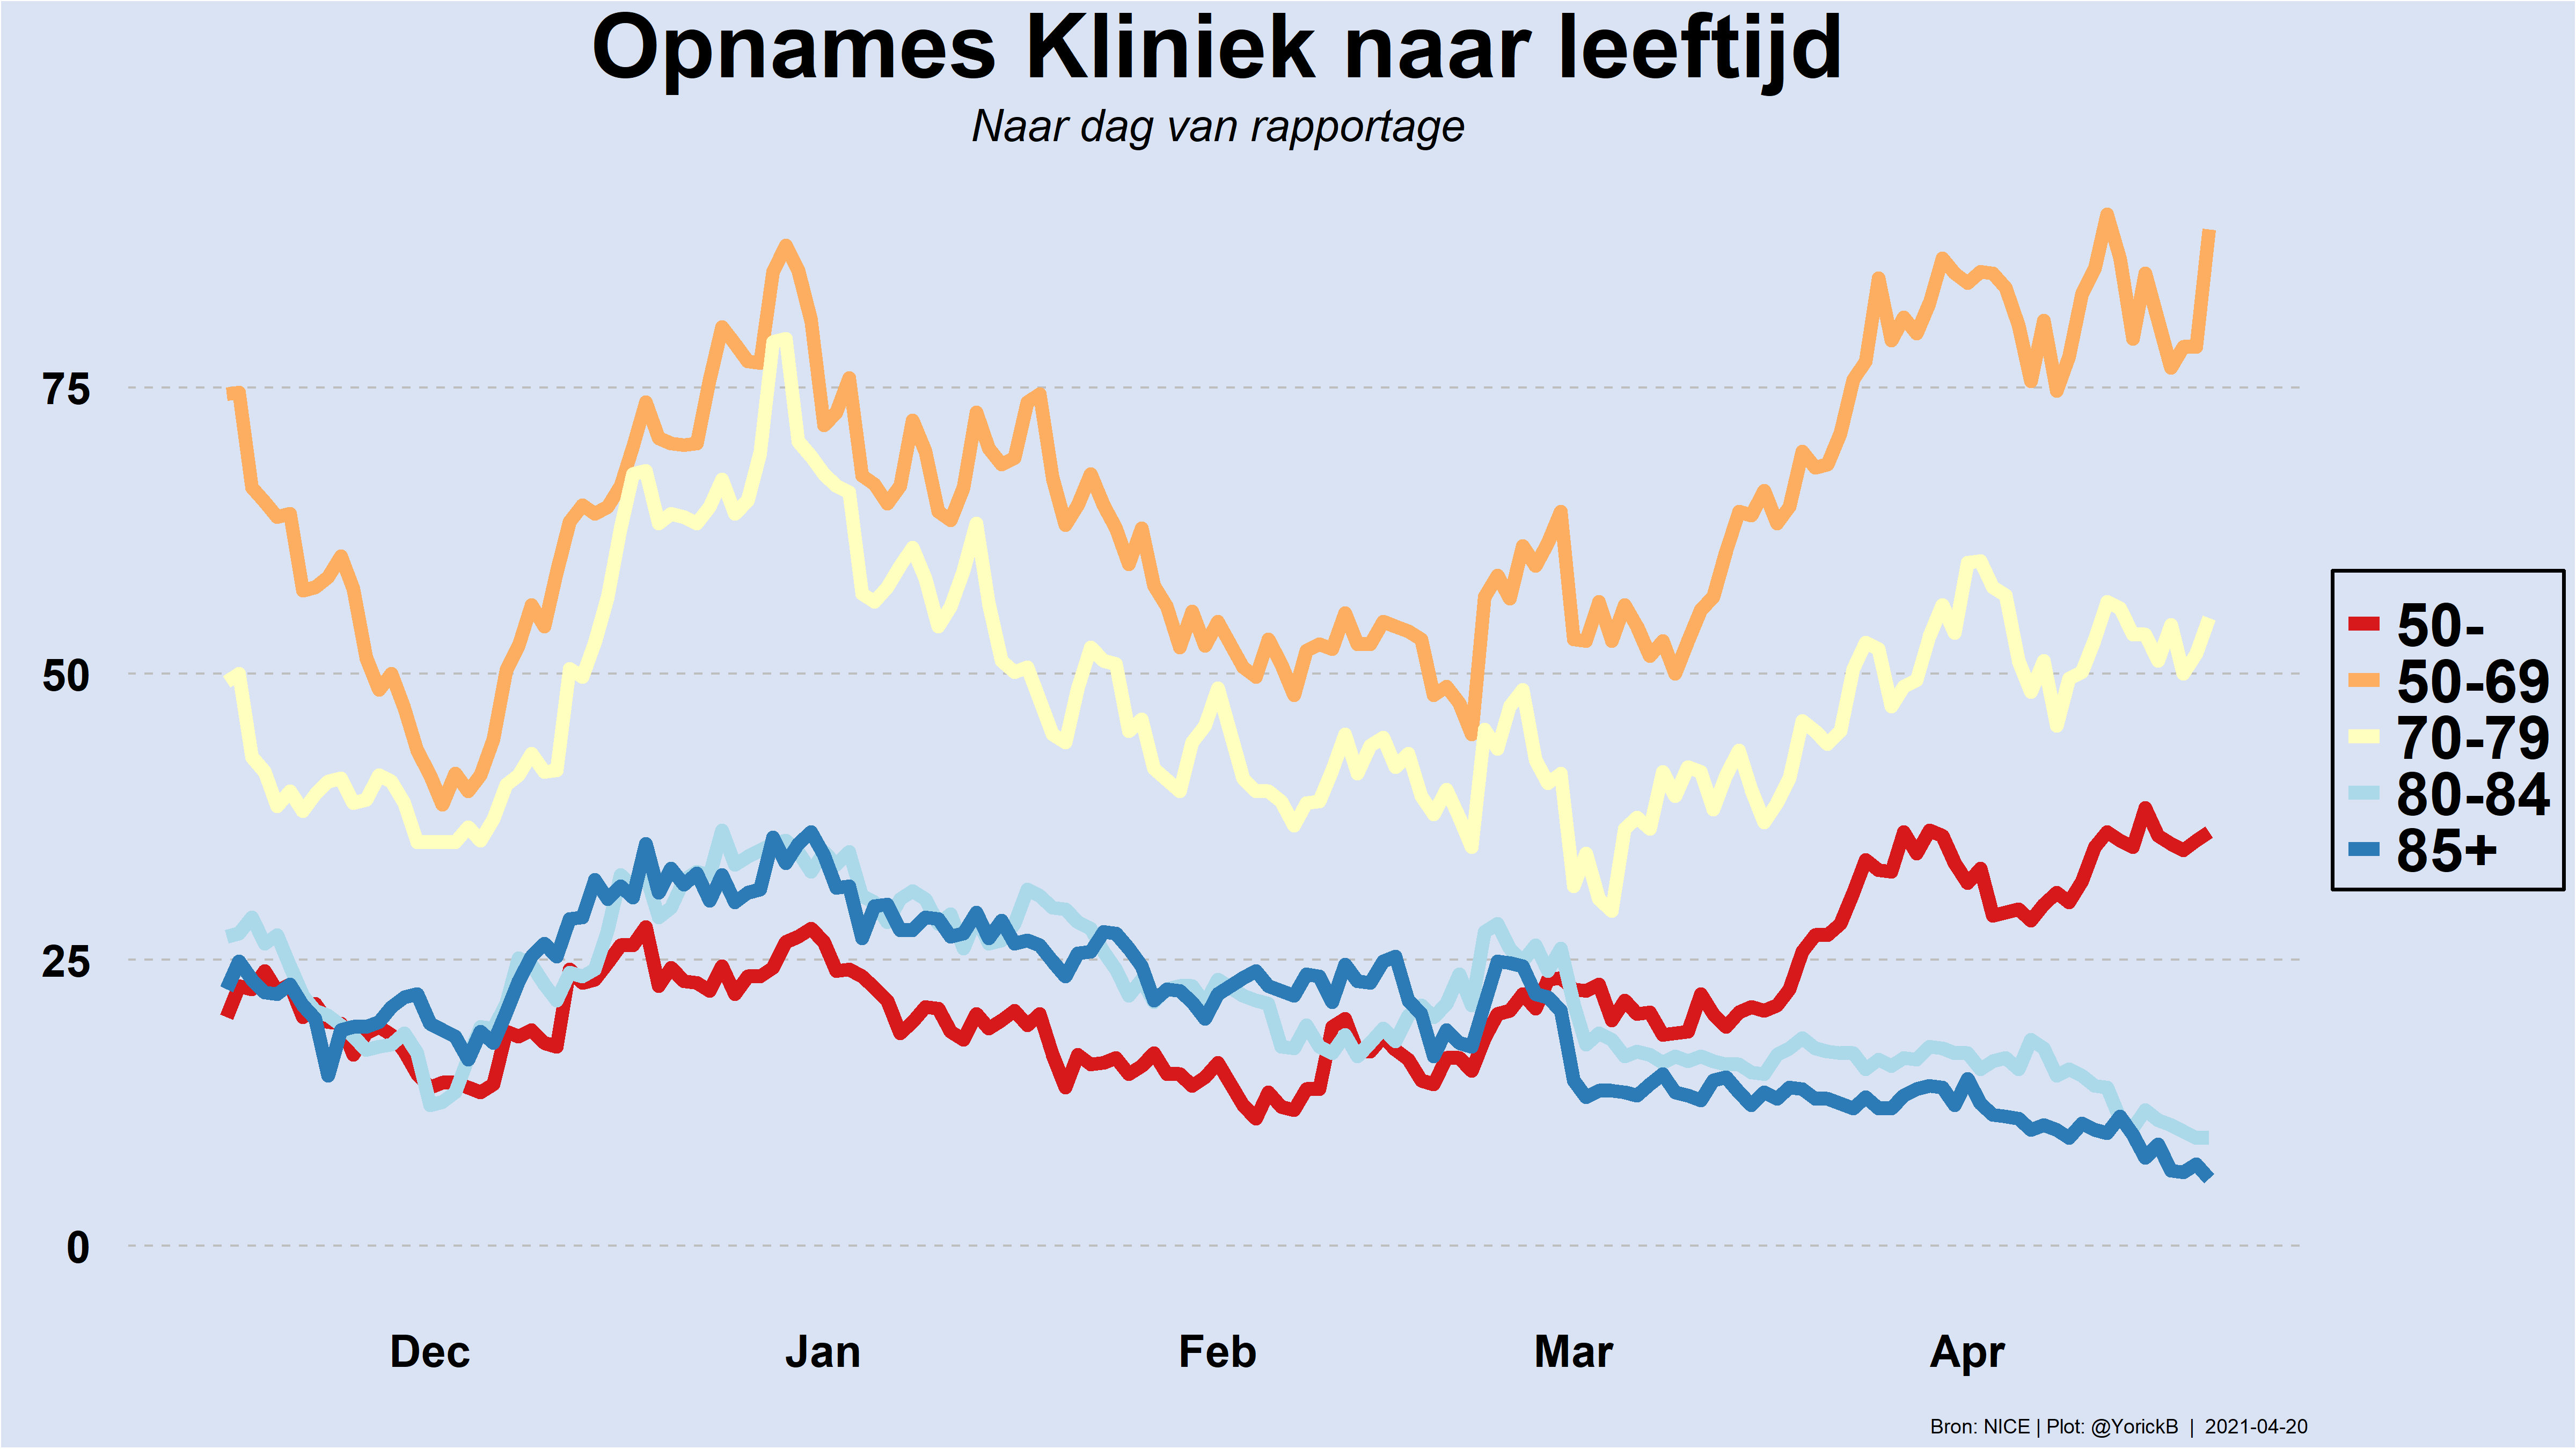 Opnames Kliniek naar leeftijd
Naar dag van rapportage
75
50
25
0
Dec Jan Feb Mar Apr
50-
50-69
70-79
80-84
85+
Bron: NICE | Plot: @YorickB | 2021-04-20